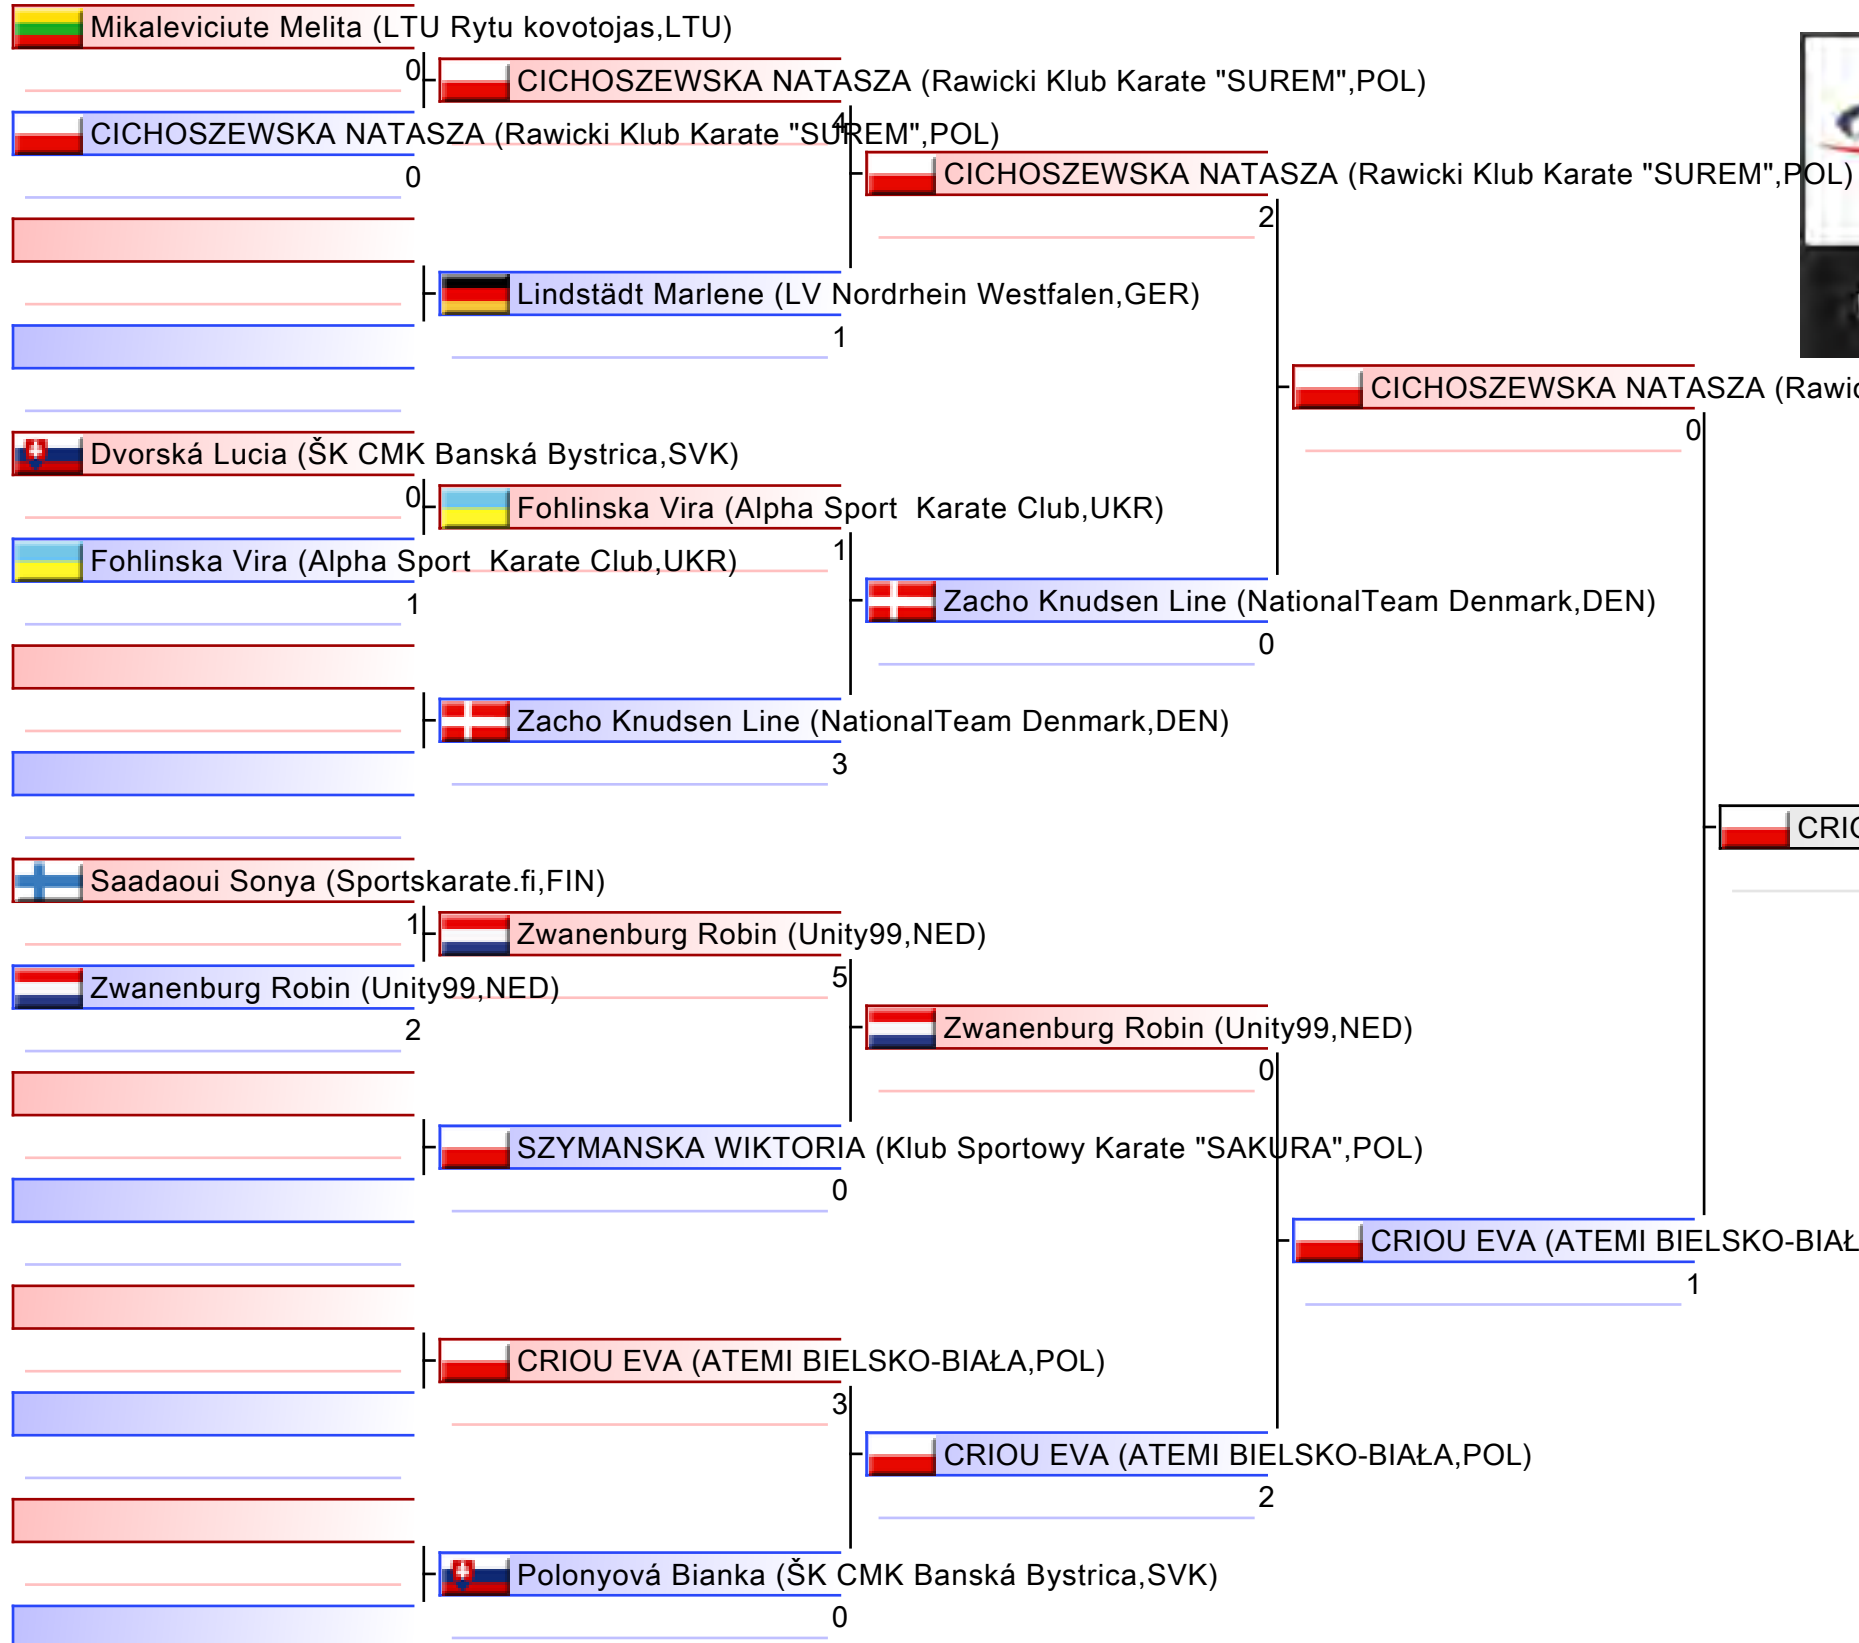 Mikaleviciute Melita (LTU Rytu kovotojas,LTU)
0
CICHOSZEWSKA NATASZA (Rawicki Klub Karate "SUREM",POL)
CICHOSZEWSKA NATASZA (Rawicki Klub Karate "SUREM",POL)
4
0
CICHOSZEWSKA NATASZA (Rawicki Klub Karate "SUREM",POL)
2
Lindstädt Marlene (LV Nordrhein Westfalen,GER)
1
CICHOSZEWSKA NATASZA (Rawic
0
Dvorská Lucia (ŠK CMK Banská Bystrica,SVK)
0
Fohlinska Vira (Alpha Sport  Karate Club,UKR)
1
Fohlinska Vira (Alpha Sport  Karate Club,UKR)
1
Zacho Knudsen Line (NationalTeam Denmark,DEN)
0
Zacho Knudsen Line (NationalTeam Denmark,DEN)
3
CRIO
Saadaoui Sonya (Sportskarate.fi,FIN)
1
Zwanenburg Robin (Unity99,NED)
5
Zwanenburg Robin (Unity99,NED)
2
Zwanenburg Robin (Unity99,NED)
0
SZYMANSKA WIKTORIA (Klub Sportowy Karate "SAKURA",POL)
0
CRIOU EVA (ATEMI BIELSKO-BIAŁ
1
CRIOU EVA (ATEMI BIELSKO-BIAŁA,POL)
3
CRIOU EVA (ATEMI BIELSKO-BIAŁA,POL)
2
Polonyová Bianka (ŠK CMK Banská Bystrica,SVK)
0